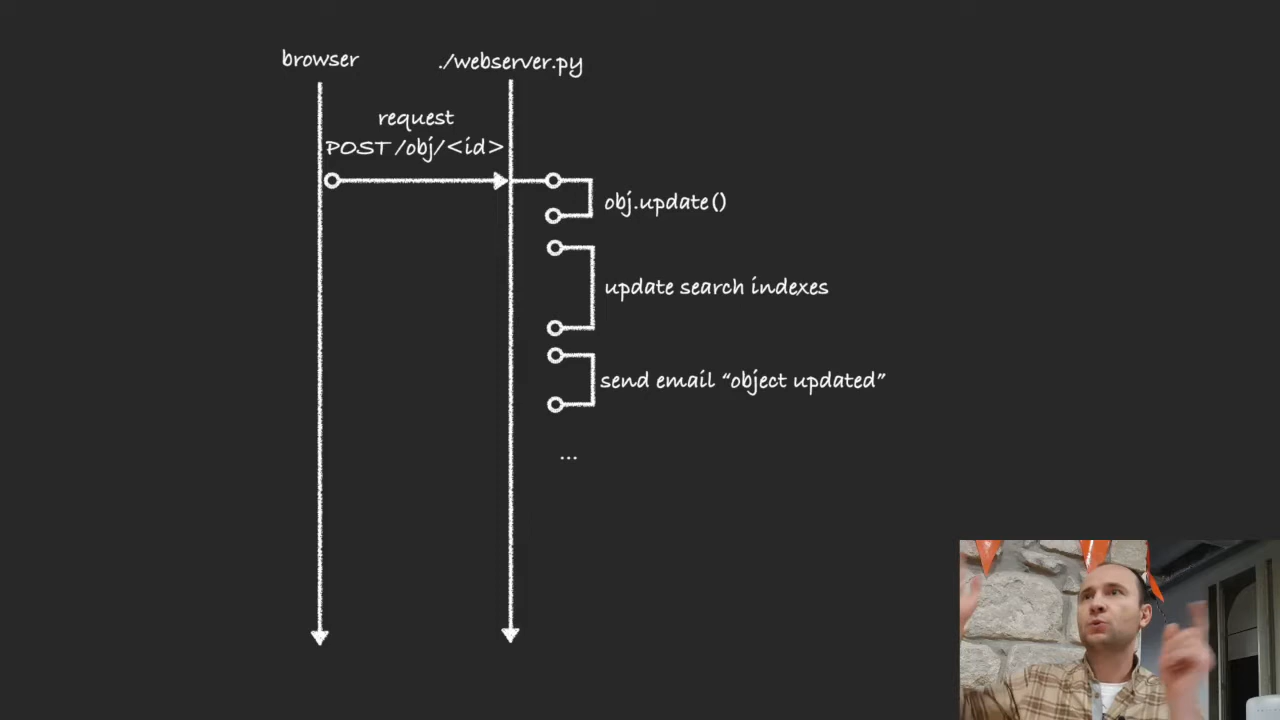 browser
./webserver.py
request
POST /obj/<id>
obj.update()
update search indexes
send email “object updated”
...